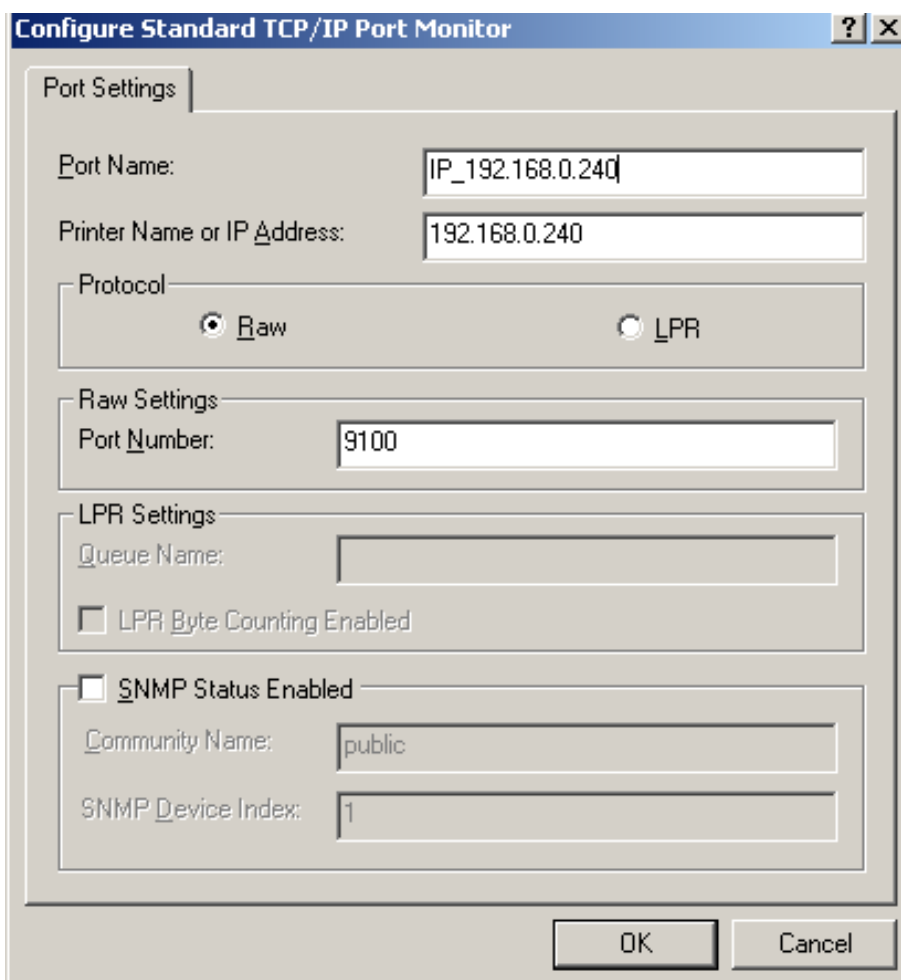 Configure Standard TCP/IP Port Monitor
Port Settings
Port Name: IP_192.168.0.240
Printer Name or IP Address: 192.168.0.240
Protocol
Raw LPR
Raw Settings
Port Number: 9100
LPR Settings
Queue Name:
LPR Byte Counting Enabled
SNMP Status Enabled
Community Name: public
SNMP Device Index: 1
OK Cancel